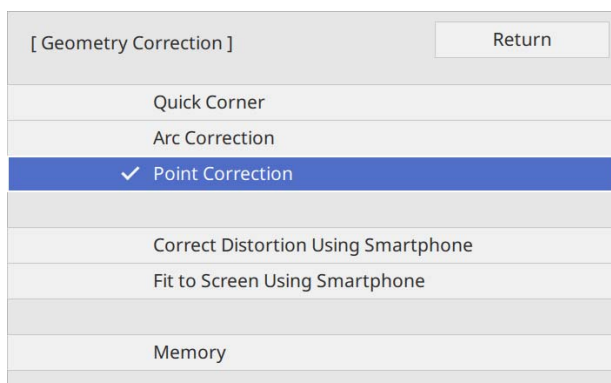 [ Geometry Correction ]
Return
Quick Corner
Arc Correction
Point Correction
Correct Distortion Using Smartphone
Fit to Screen Using Smartphone
Memory